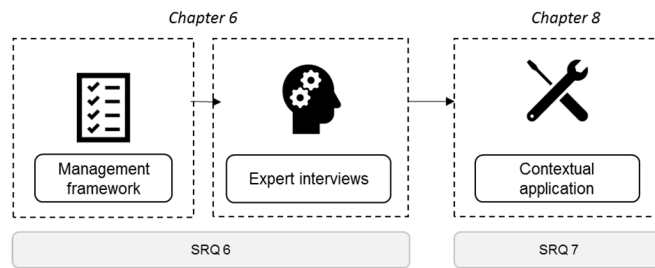 Chapter 6
Chapter 8
Management
framework
Expert interviews
Contextual
application
SRQ 6
SRQ 7